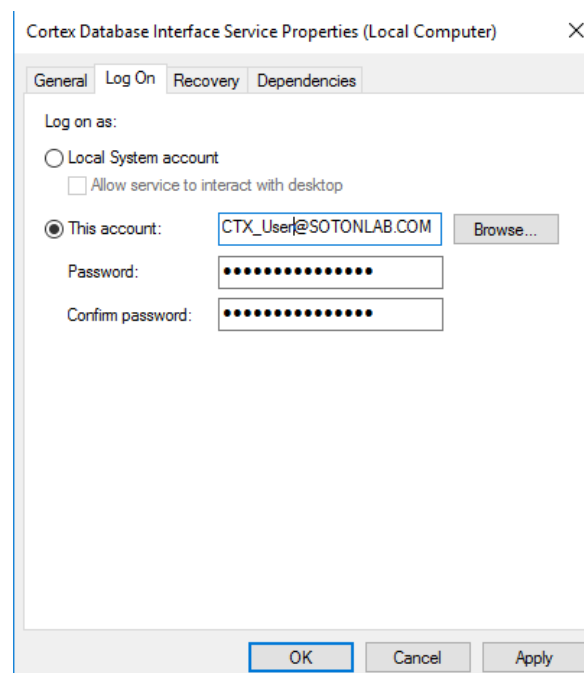 Cortex Database Interface Service Properties (Local Computer)
General Log On Recovery Dependencies
Log on as:
Local System account
Allow service to interact with desktop
This account: CTX_User@SOTONLAB.COM Browse...
Password: •••••••••••••••
Confirm password: •••••••••••••••
OK Cancel Apply